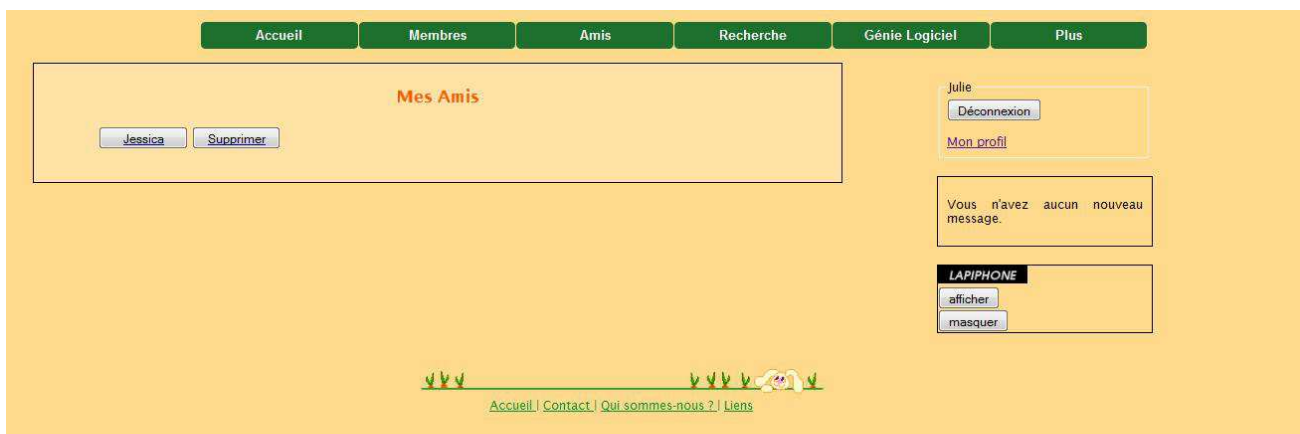 Accueil Membres Amis Recherche Génie Logiciel Plus
Mes Amis
Jessica Supprimer
Julie
Déconnexion
Mon profil
Vous n'avez aucun nouveau
message.
LAPIPHONE
afficher
masquer
Accueil | Contact | Qui sommes-nous ? | Liens